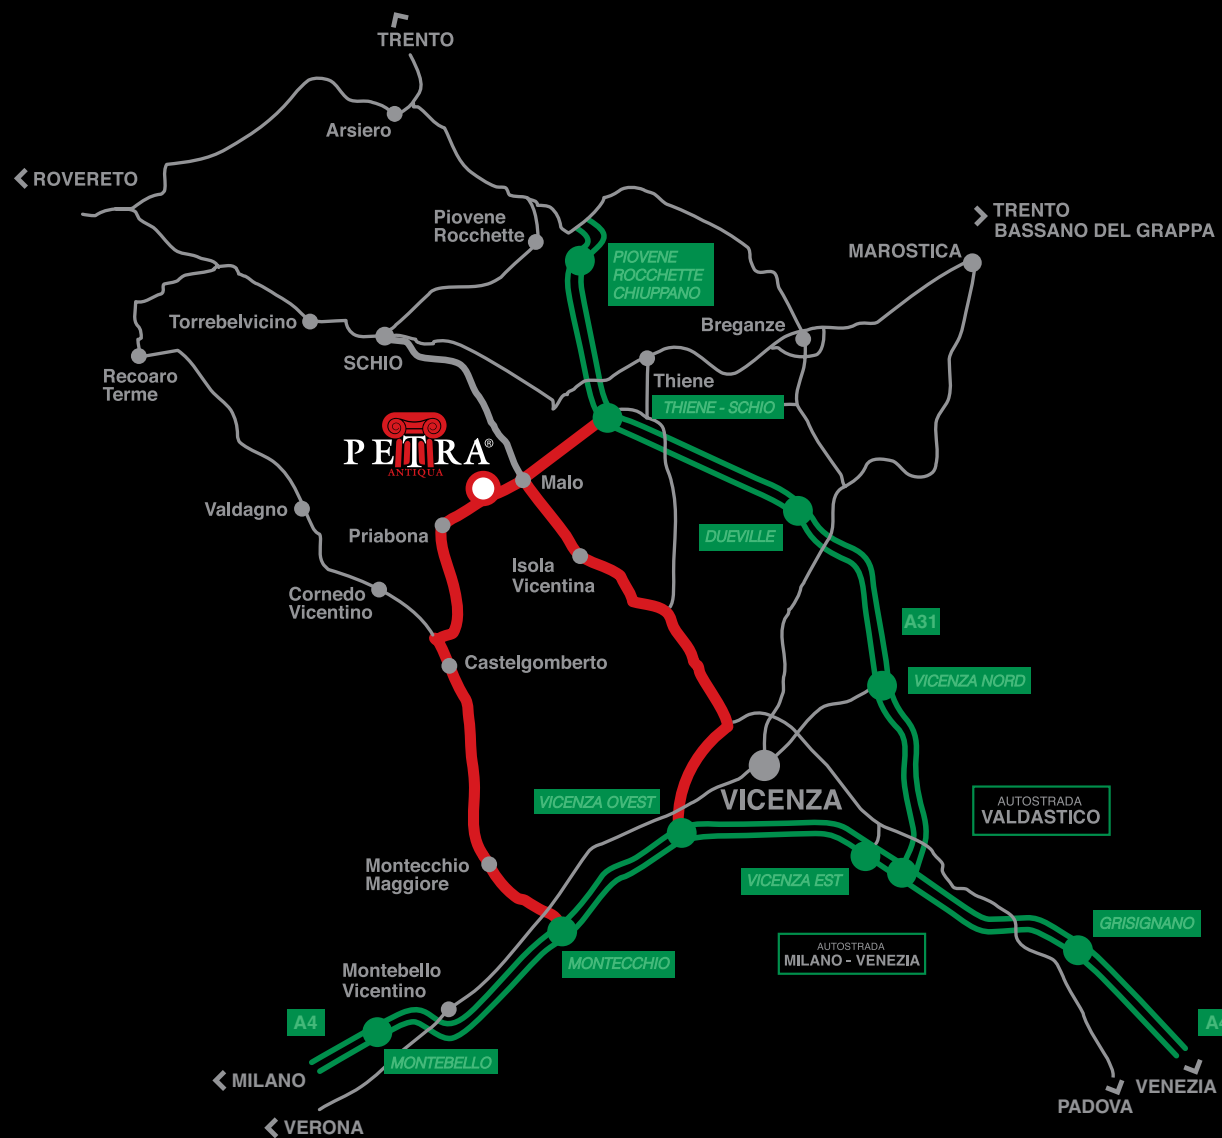 TRENTO
Arsiero
ROVERETO
Piovene
Rocchette
TRENTO
BASSANO DEL GRAPPA
MAROSTICA
PIOVENE
ROCCHETTE
CHIUPPANO
Torrebelvicino
Breganze
SCHIO
Recoaro
Terme
Thiene
THIENE - SCHIO
PETRA®
ANTIQUA
Malo
Valdagno
Priabona
DUEVILLE
Isola
Vicentina
Cornedo
Vicentino
A31
Castelgomberto
VICENZA NORD
VICENZA OVEST
VICENZA
AUTOSTRADA
VALDASTICO
Montecchio
Maggiore
VICENZA EST
GRISIGNANO
AUTOSTRADA
MILANO - VENEZIA
MONTECCHIO
Montebello
Vicentino
A4
A4
MONTEBELLO
MILANO
VENEZIA
PADOVA
VERONA